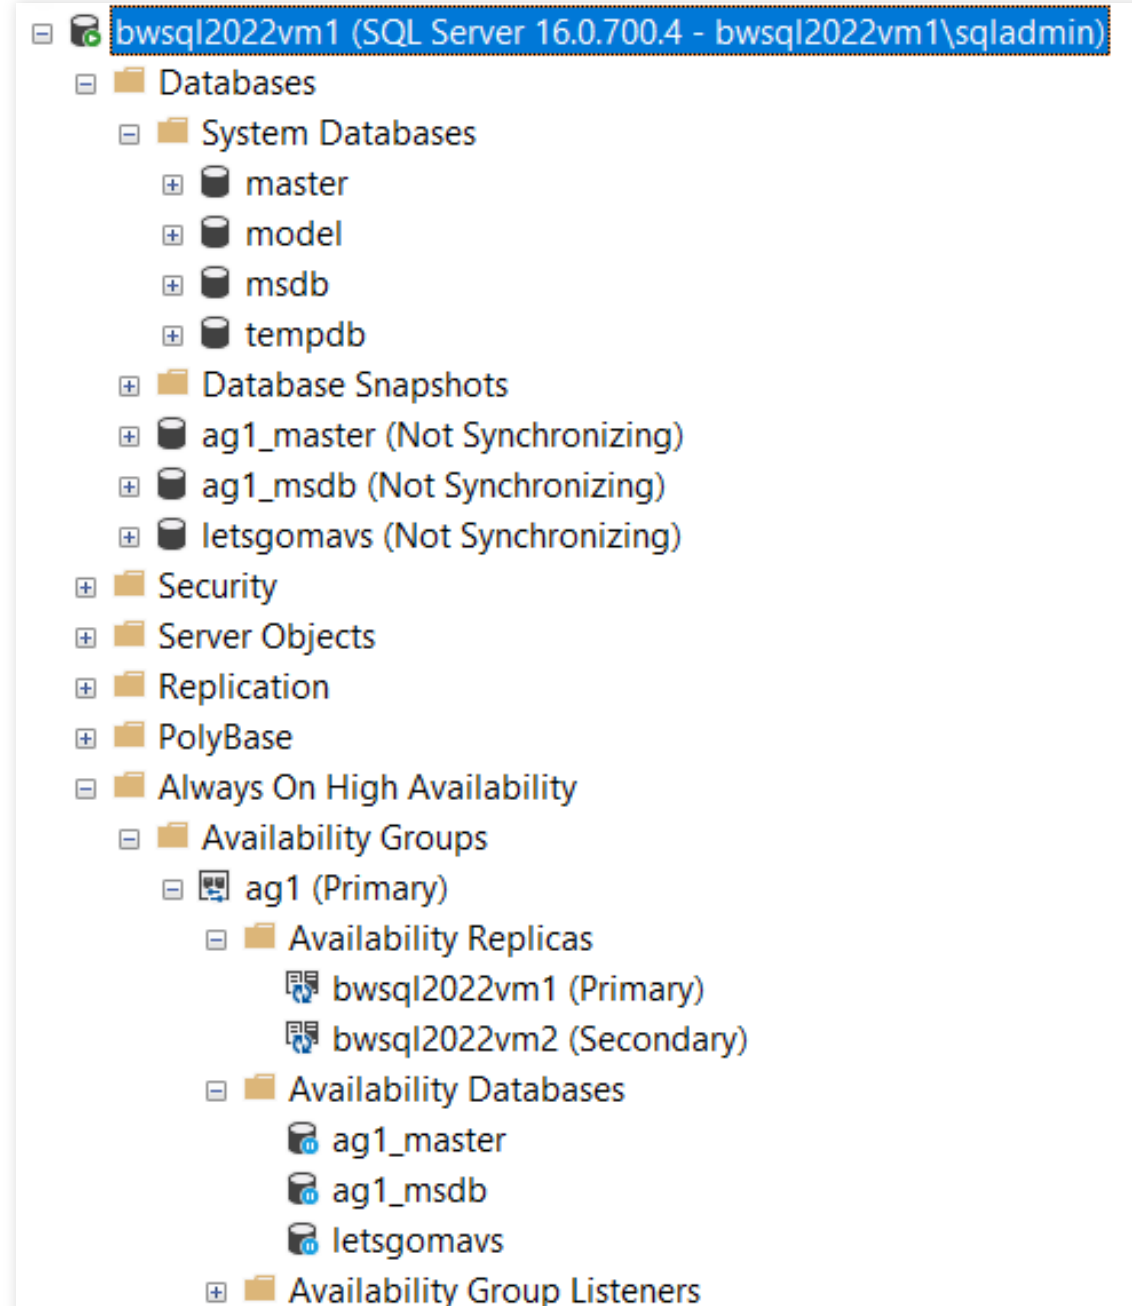 bwsql2022vm1 (SQL Server 16.0.700.4 - bwsql2022vm1\sqladmin)
Databases
System Databases
master
model
msdb
tempdb
Database Snapshots
ag1_master (Not Synchronizing)
ag1_msdb (Not Synchronizing)
letsgomavs (Not Synchronizing)
Security
Server Objects
Replication
PolyBase
Always On High Availability
Availability Groups
ag1 (Primary)
Availability Replicas
bwsql2022vm1 (Primary)
bwsql2022vm2 (Secondary)
Availability Databases
ag1_master
ag1_msdb
letsgomavs
Availability Group Listeners